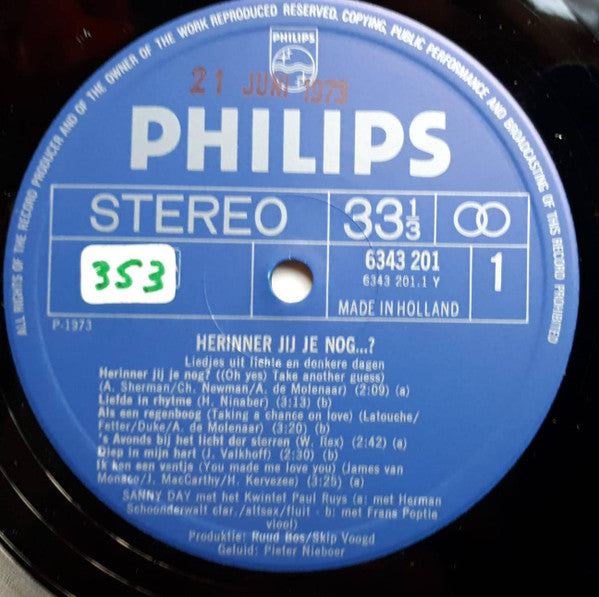 ALL RIGHTS OF THE RECORD PRODUCER AND OF THE OWNER OF THE WORK REPRODUCED RESERVED. COPYING, PUBLIC PERFORMANCE AND BROADCASTING OF THIS RECORD PROHIBITED
PHILIPS
21 JUNI 1973
PHILIPS
STEREO 33 1/3
353
6343 201
6343 201.1 Y
1
MADE IN HOLLAND
P-1973
HERINNER JIJ JE NOG...?
Liedjes uit lichte en donkere dagen
Herinner jij je nog? ((Oh yes) Take another guess)
(A. Sherman/Ch. Newman/A. de Molenaar) (2:09) (a)
Liefde in rhytme (H. Ninaber) (3:13) (b)
Als een regenboog (Taking a chance on love) (Latouche/
Fetter/Duke/A. de Molenaar) (3:20) (b)
's Avonds bij het licht der sterren (W. Rex) (2:42) (a)
Diep in mijn hart (J. Valkhoff) (2:30) (b)
Ik kon een ventje (You made me love you) (James van
Monaco/J. MacCarthy/H. Kervezee) (3:25) (a)
SANNY DAY met het Kwintet Paul Ruys (a: met Herman
Schoonderwalt clar./altsax/fluit - b: met Frans Poptie
viool)
Produktie: Ruud Bos/Skip Voogd
Geluid: Pieter Nieboer